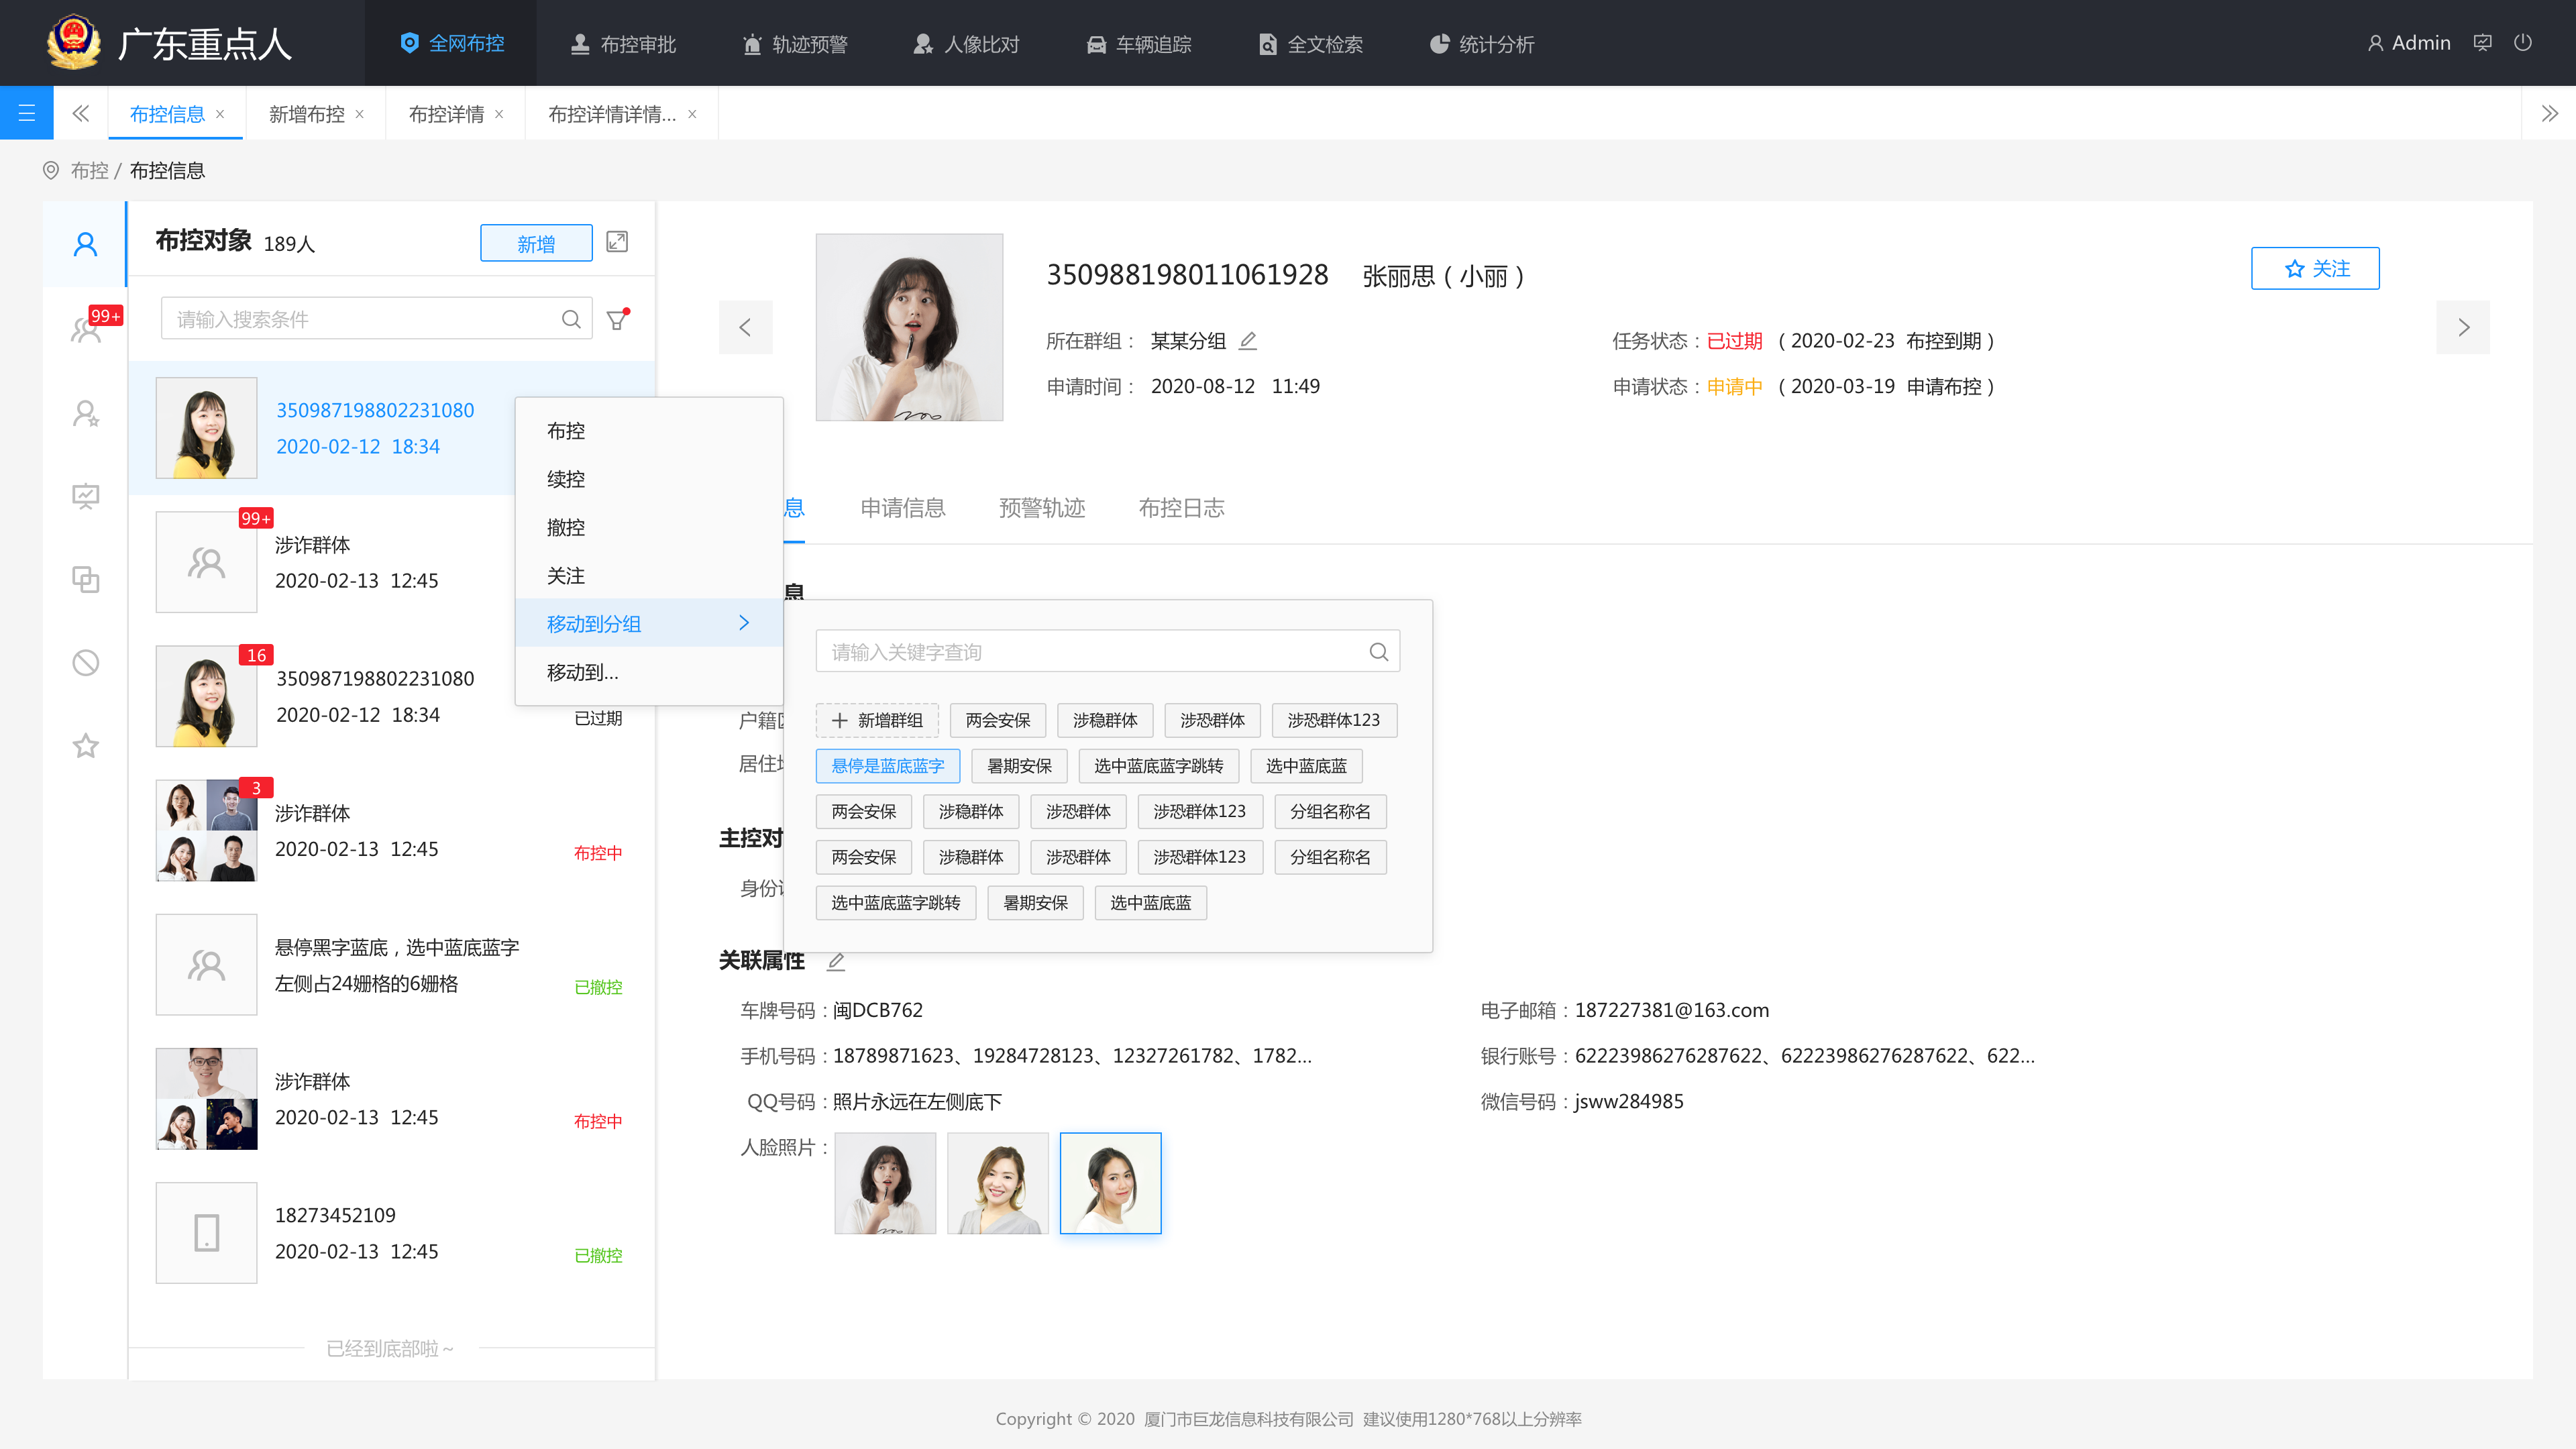 广东重点人
全网布控
布控审批
轨迹预警
人像比对
车辆追踪
全文检索
统计分析
Admin
布控信息
新增布控
布控详情
布控详情详情...
布控 / 布控信息
布控对象 189人
新增
请输入搜索条件
99+
350987198802231080
2020-02-12 18:34
99+
涉诈群体
2020-02-13 12:45
16
350987198802231080
2020-02-12 18:34
已过期
3
涉诈群体
2020-02-13 12:45
布控中
悬停黑字蓝底，选中蓝底蓝字
左侧占24姗格的6姗格
已撤控
涉诈群体
2020-02-13 12:45
布控中
18273452109
2020-02-13 12:45
已撤控
已经到底部啦～
布控
续控
撤控
关注
移动到分组
移动到...
350988198011061928 张丽思（小丽）
关注
所在群组： 某某分组
任务状态：已过期 （2020-02-23 布控到期）
申请时间： 2020-08-12 11:49
申请状态：申请中 （2020-03-19 申请布控）
息
申请信息
预警轨迹
布控日志
息
请输入关键字查询
新增群组 两会安保 涉稳群体 涉恐群体 涉恐群体123
悬停是蓝底蓝字 暑期安保 选中蓝底蓝字跳转 选中蓝底蓝
两会安保 涉稳群体 涉恐群体 涉恐群体123 分组名称名
两会安保 涉稳群体 涉恐群体 涉恐群体123 分组名称名
选中蓝底蓝字跳转 暑期安保 选中蓝底蓝
户籍
居住
主控对
身份
关联属性
车牌号码：闽DCB762
电子邮箱：187227381@163.com
手机号码：18789871623、19284728123、12327261782、1782...
银行账号：62223986276287622、62223986276287622、622...
QQ号码：照片永远在左侧底下
微信号码：jsww284985
人脸照片：
Copyright © 2020 厦门市巨龙信息科技有限公司 建议使用1280*768以上分辨率